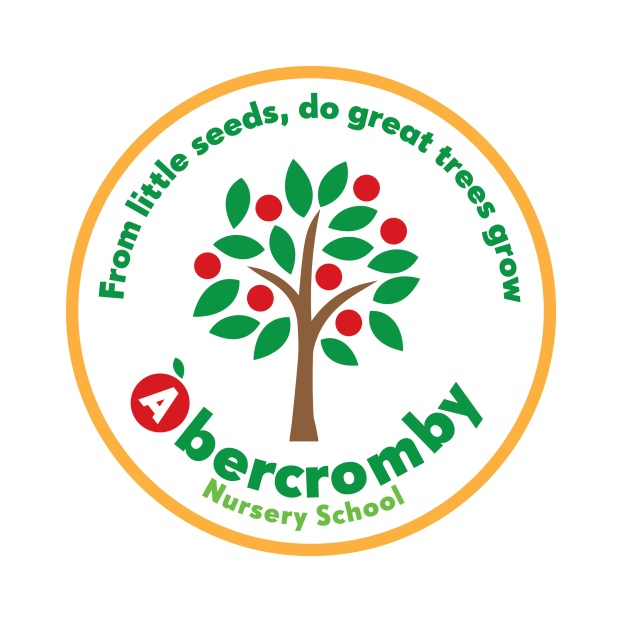 From little seeds, do great trees grow
Abercromby
Nursery School